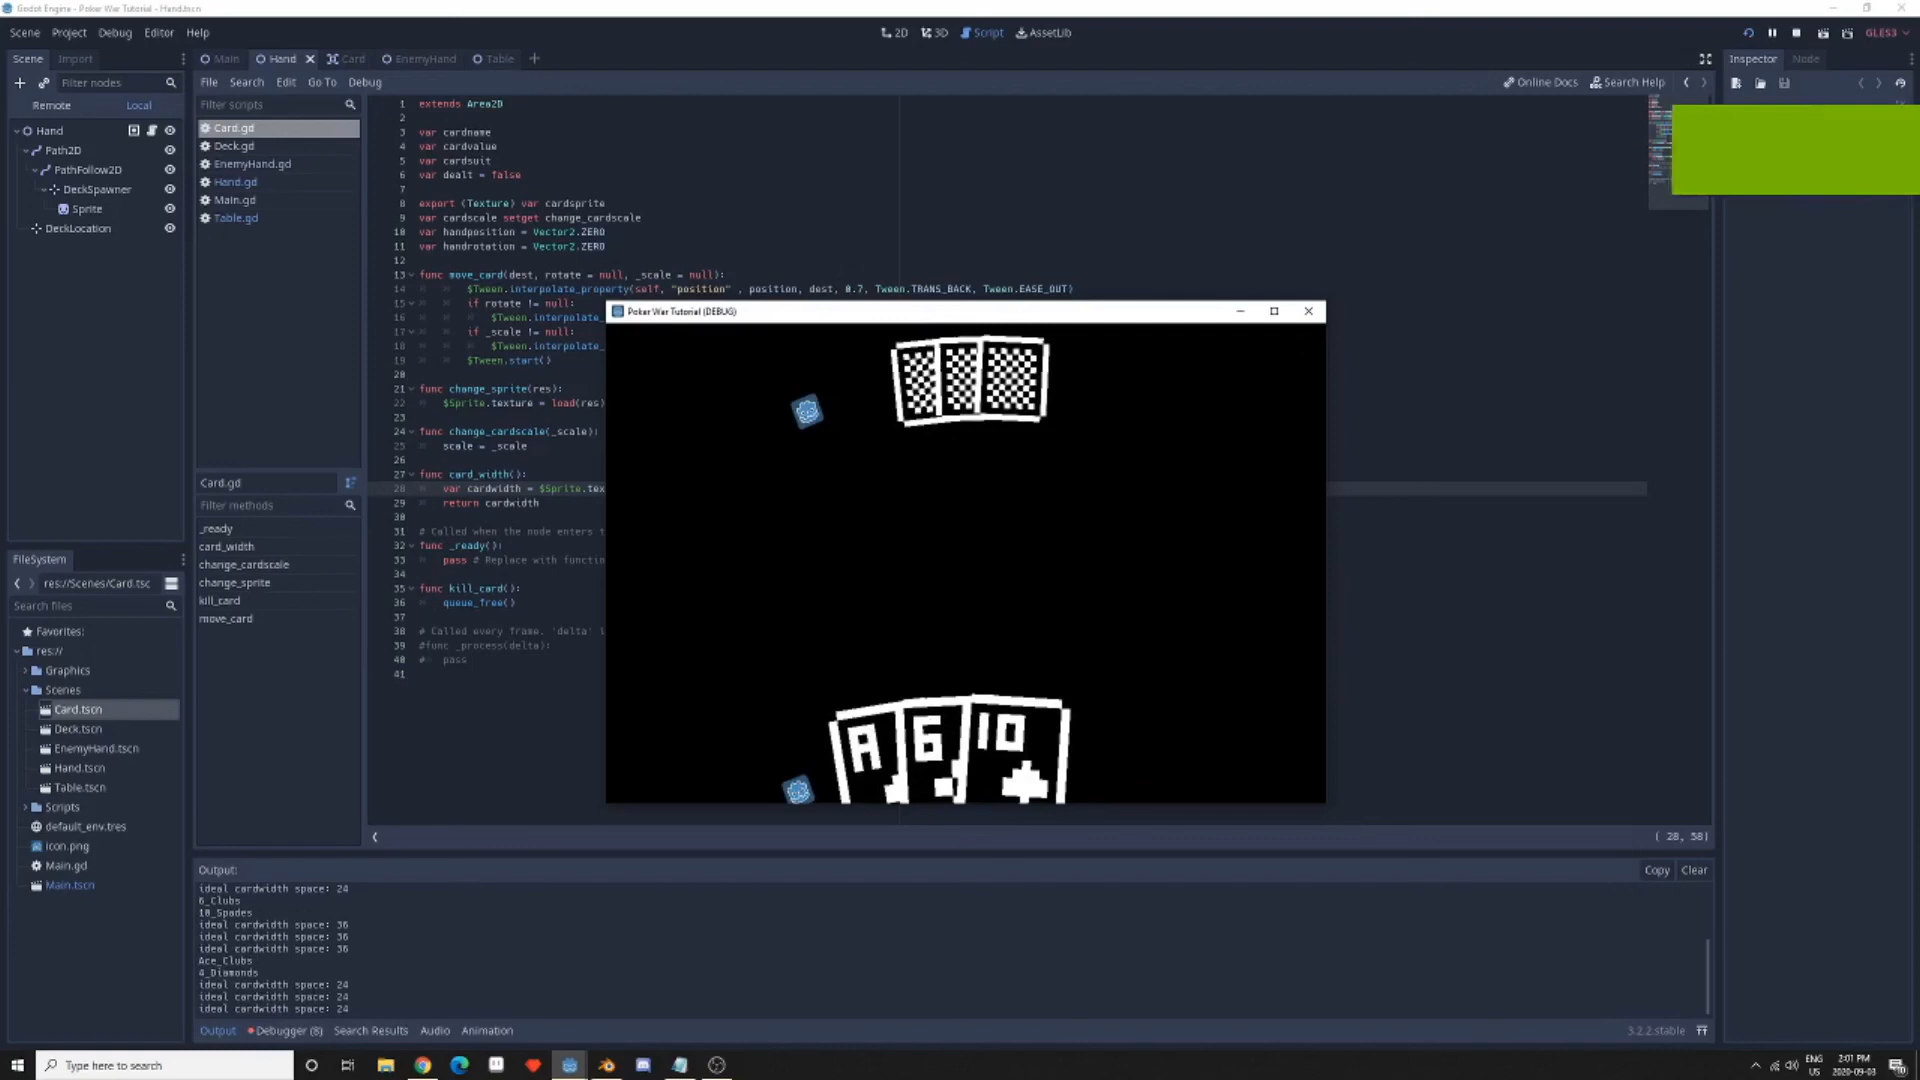 Godot Engine - Poker War Tutorial - Hand.tscn
Scene Project Debug Editor Help
2D 3D Script AssetLib
GLES3
Scene Import
Main Hand Card EnemyHand Table
Inspector Node
Filter nodes
File Search Edit Go To Debug
Online Docs Search Help
Remote Local
Filter scripts
Hand
Path2D
PathFollow2D
DeckSpawner
Sprite
DeckLocation
Card.gd
Deck.gd
EnemyHand.gd
Hand.gd
Main.gd
Table.gd
1 extends Area2D
2
3 var cardname
4 var cardvalue
5 var cardsuit
6 var dealt = false
7
8 export (Texture) var cardsprite
9 var cardscale setget change_cardscale
10 var handposition = Vector2.ZERO
11 var handrotation = Vector2.ZERO
12
13 func move_card(dest, rotate = null, _scale = null):
14 $Tween.interpolate_property(self, "position" , position, dest, 0.7, Tween.TRANS_BACK, Tween.EASE_OUT)
15 if rotate != null:
16 $Tween.interpolate_
17 if _scale != null:
18 $Tween.interpolate_
19 $Tween.start()
20
21 func change_sprite(res):
22 $Sprite.texture = load(res)
23
24 func change_cardscale(_scale):
25 scale = _scale
26
27 func card_width():
28 var cardwidth = $Sprite.tex
29 return cardwidth
30
31 # Called when the node enters t
32 func _ready():
33 pass # Replace with functio
34
35 func kill_card():
36 queue_free()
37
38 # Called every frame. 'delta' i
39 #func _process(delta):
40 # pass
41
Poker War Tutorial (DEBUG)
A 6 10
Card.gd
Filter methods
_ready
card_width
change_cardscale
change_sprite
kill_card
move_card
FileSystem
res://Scenes/Card.tsc
Search files
Favorites:
res://
Graphics
Scenes
Card.tscn
Deck.tscn
EnemyHand.tscn
Hand.tscn
Table.tscn
Scripts
default_env.tres
icon.png
Main.gd
Main.tscn
( 28, 58)
Output:
Copy Clear
ideal cardwidth space: 24
6_Clubs
10_Spades
ideal cardwidth space: 36
ideal cardwidth space: 36
ideal cardwidth space: 36
Ace_Clubs
4_Diamonds
ideal cardwidth space: 24
ideal cardwidth space: 24
ideal cardwidth space: 24
Output Debugger (8) Search Results Audio Animation
3.2.2.stable
Type here to search
ENG
US
2:01 PM
2020-09-03